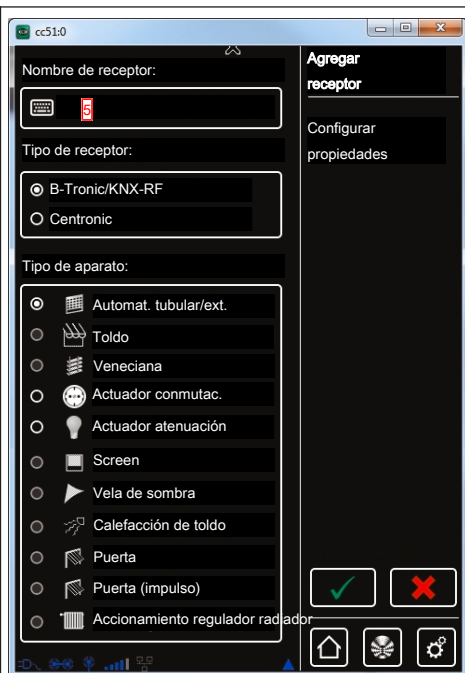 cc51:0
Nombre de receptor:
5
Tipo de receptor:
B-Tronic/KNX-RF
Centronic
Tipo de aparato:
Automat. tubular/ext.
Toldo
Veneciana
Actuador conmutac.
Actuador atenuación
Screen
Vela de sombra
Calefacción de toldo
Puerta
Puerta (impulso)
Accionamiento regulador radiador
Agregar
receptor
Configurar
propiedades